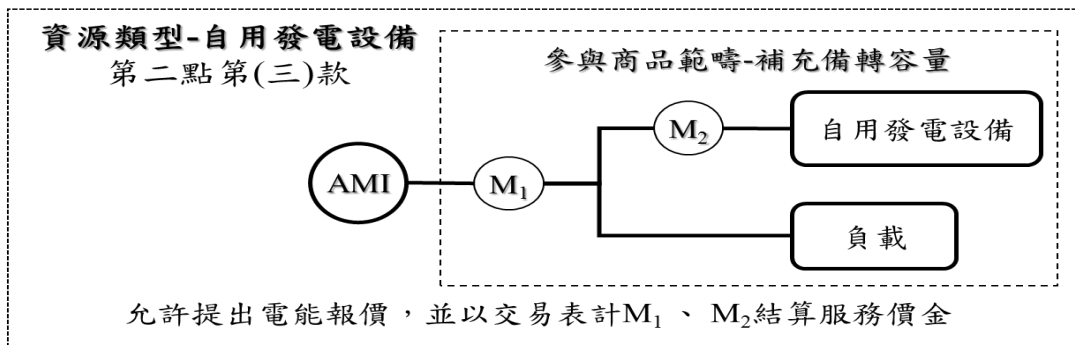 資源類型-自用發電設備
第二點第(三)款
參與商品範疇-補充備轉容量
M₂
自用發電設備
AMI
M₁
負載
允許提出電能報價，並以交易表計M₁、M₂結算服務價金